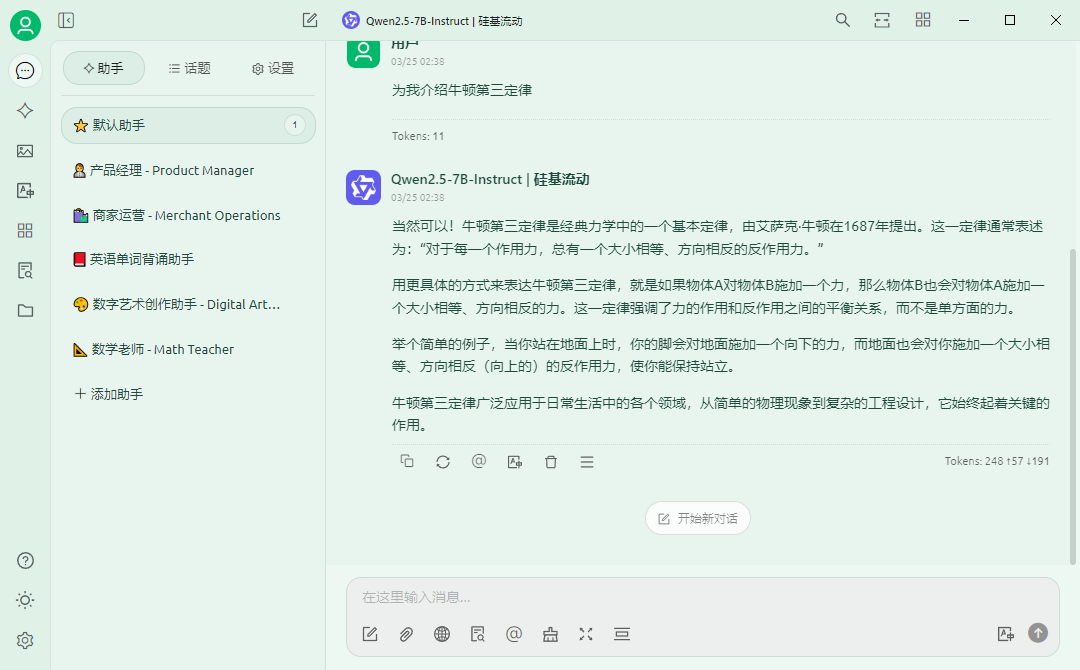 Qwen2.5-7B-Instruct | 硅基流动
助手
话题
设置
默认助手
1
产品经理 - Product Manager
商家运营 - Merchant Operations
英语单词背诵助手
数字艺术创作助手 - Digital Art...
数学老师 - Math Teacher
添加助手
用户
03/25 02:38
为我介绍牛顿第三定律
Tokens: 11
Qwen2.5-7B-Instruct | 硅基流动
03/25 02:38
当然可以！牛顿第三定律是经典力学中的一个基本定律，由艾萨克·牛顿在1687年提出。这一定律通常表述
为：“对于每一个作用力，总有一个大小相等、方向相反的反作用力。”
用更具体的方式来表达牛顿第三定律，就是如果物体A对物体B施加一个力，那么物体B也会对物体A施加一
个大小相等、方向相反的力。这一定律强调了力的作用和反作用之间的平衡关系，而不是单方面的力。
举个简单的例子，当你站在地面上时，你的脚会对地面施加一个向下的力，而地面也会对你施加一个大小相
等、方向相反（向上的）的反作用力，使你能保持站立。
牛顿第三定律广泛应用于日常生活中的各个领域，从简单的物理现象到复杂的工程设计，它始终起着关键的
作用。
Tokens: 248 ↑57 ↓191
开始新对话
在这里输入消息...